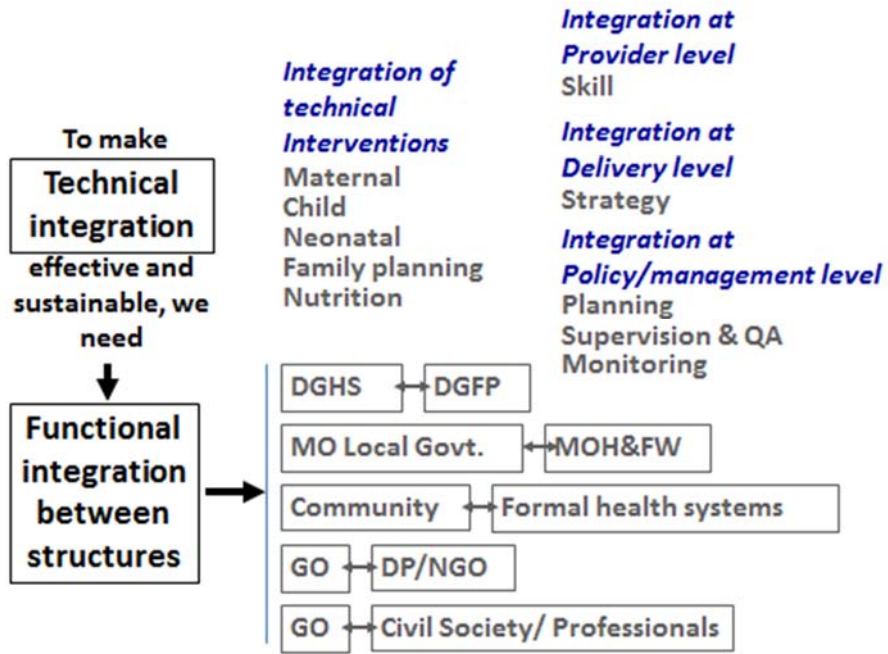 To make
Technical
integration
effective and
sustainable, we
need
Functional
integration
between
structures
Integration of
technical
Interventions
Maternal
Child
Neonatal
Family planning
Nutrition
Integration at
Provider level
Skill
Integration at
Delivery level
Strategy
Integration at
Policy/management level
Planning
Supervision & QA
Monitoring
DGHS DGFP
MO Local Govt. MOH&FW
Community Formal health systems
GO DP/NGO
GO Civil Society/ Professionals